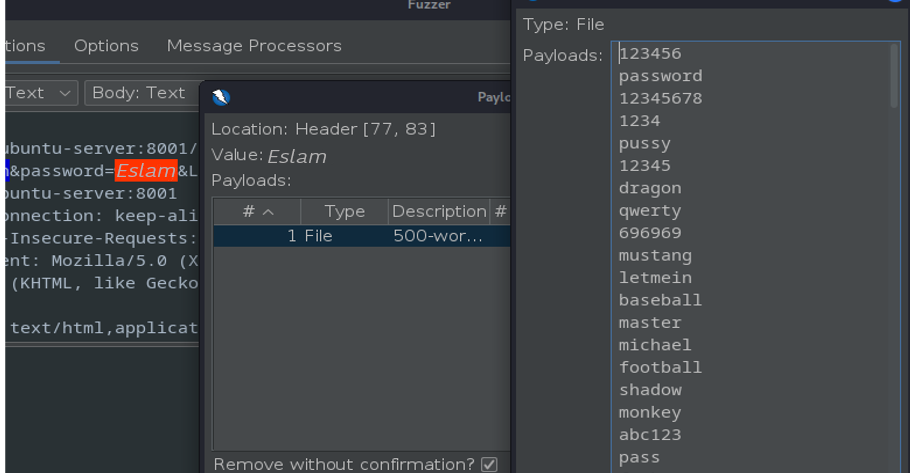 Fuzzer
tions Options Message Processors
Text Body: Text
ubuntu-server:8001/
n&password=Eslam&L
buntu-server:8001
onnection: keep-ali
-Insecure-Requests:
ent: Mozilla/5.0 (X
(KHTML, like Gecko
text/html,applicat
Paylo
Location: Header [77, 83]
Value: Eslam
Payloads:
# Type Description #
1 File 500-wor...
Remove without confirmation?
Type: File
Payloads:
123456
password
12345678
1234
pussy
12345
dragon
qwerty
696969
mustang
letmein
baseball
master
michael
football
shadow
monkey
abc123
pass